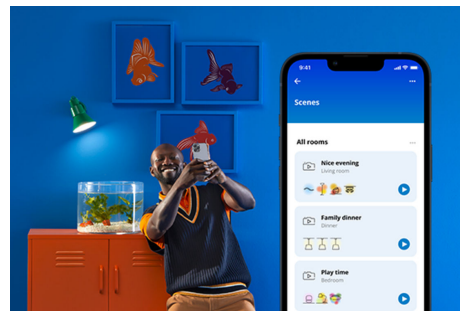 9:41
Scenes
All rooms
Nice evening
Living room
Family dinner
Dinner
Play time
Bedroom